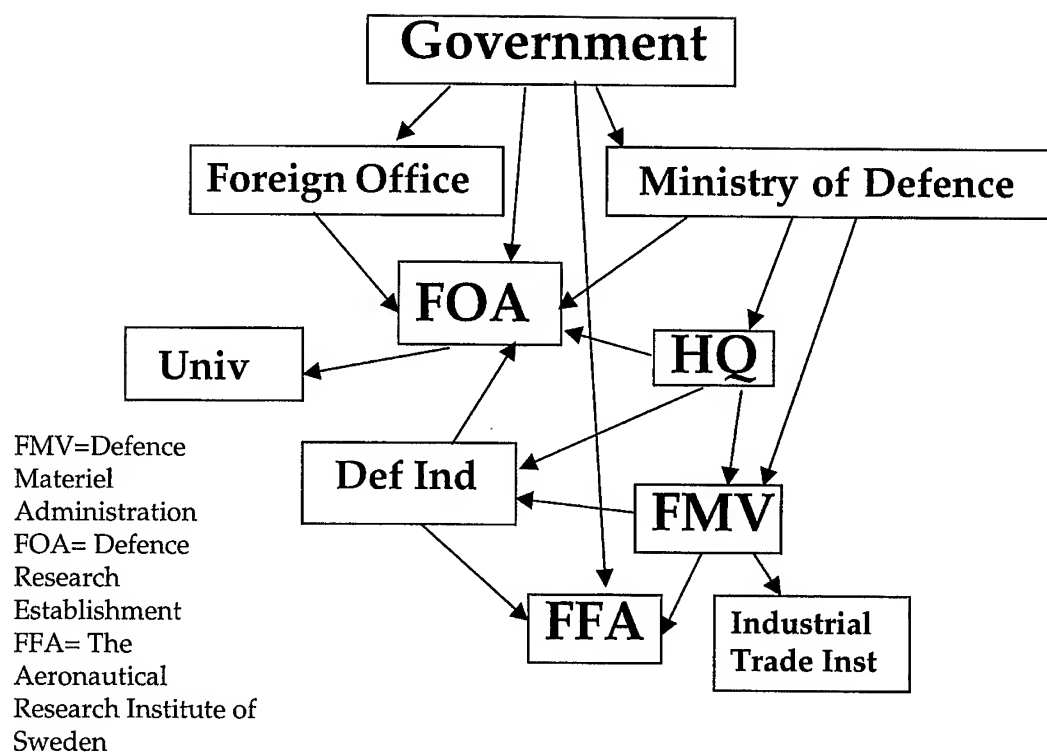 Government
Foreign Office
Ministry of Defence
FOA
HQ
Univ
Def Ind
FMV
FFA
Industrial
Trade Inst
FMV=Defence
Materiel
Administration
FOA= Defence
Research
Establishment
FFA= The
Aeronautical
Research Institute of
Sweden